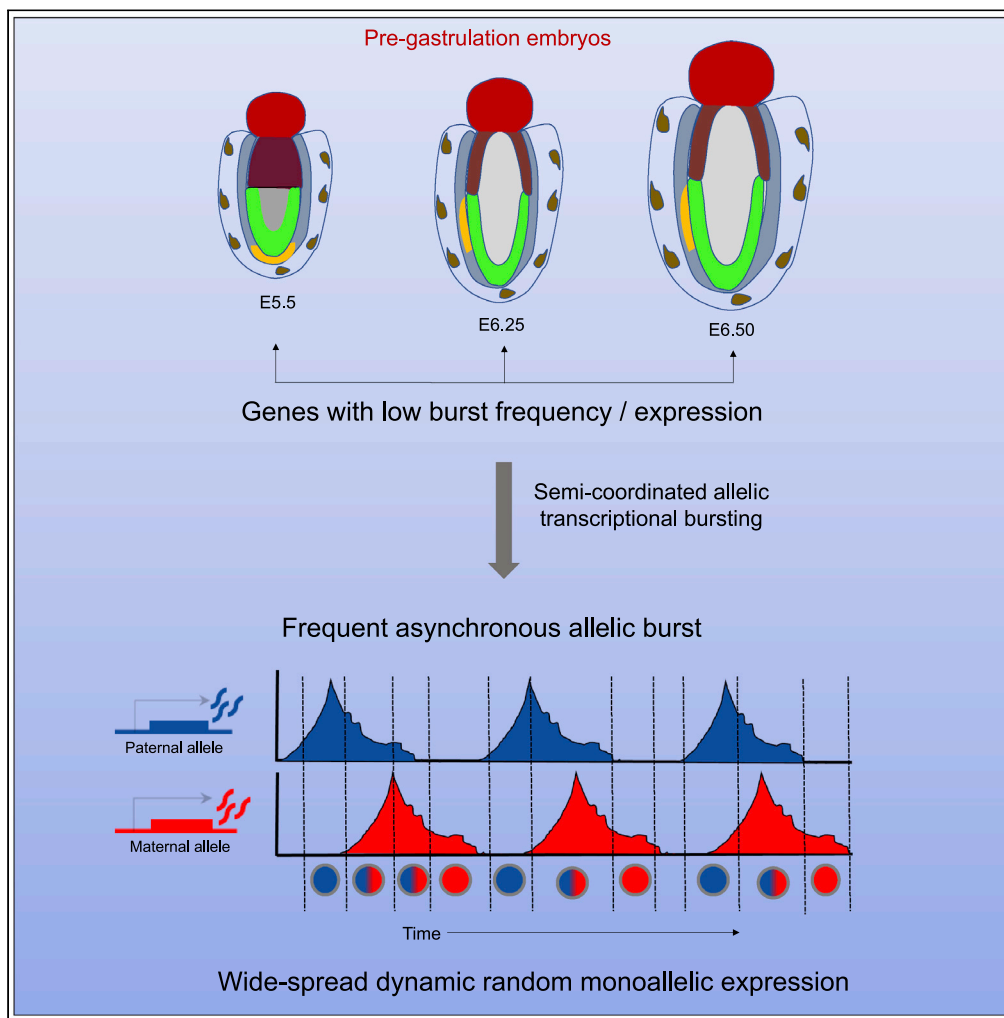 Pre-gastrulation embryos
E5.5
E6.25
E6.50
Genes with low burst frequency / expression
Semi-coordinated allelic
transcriptional bursting
Frequent asynchronous allelic burst
Paternal allele
Maternal allele
Time
Wide-spread dynamic random monoallelic expression